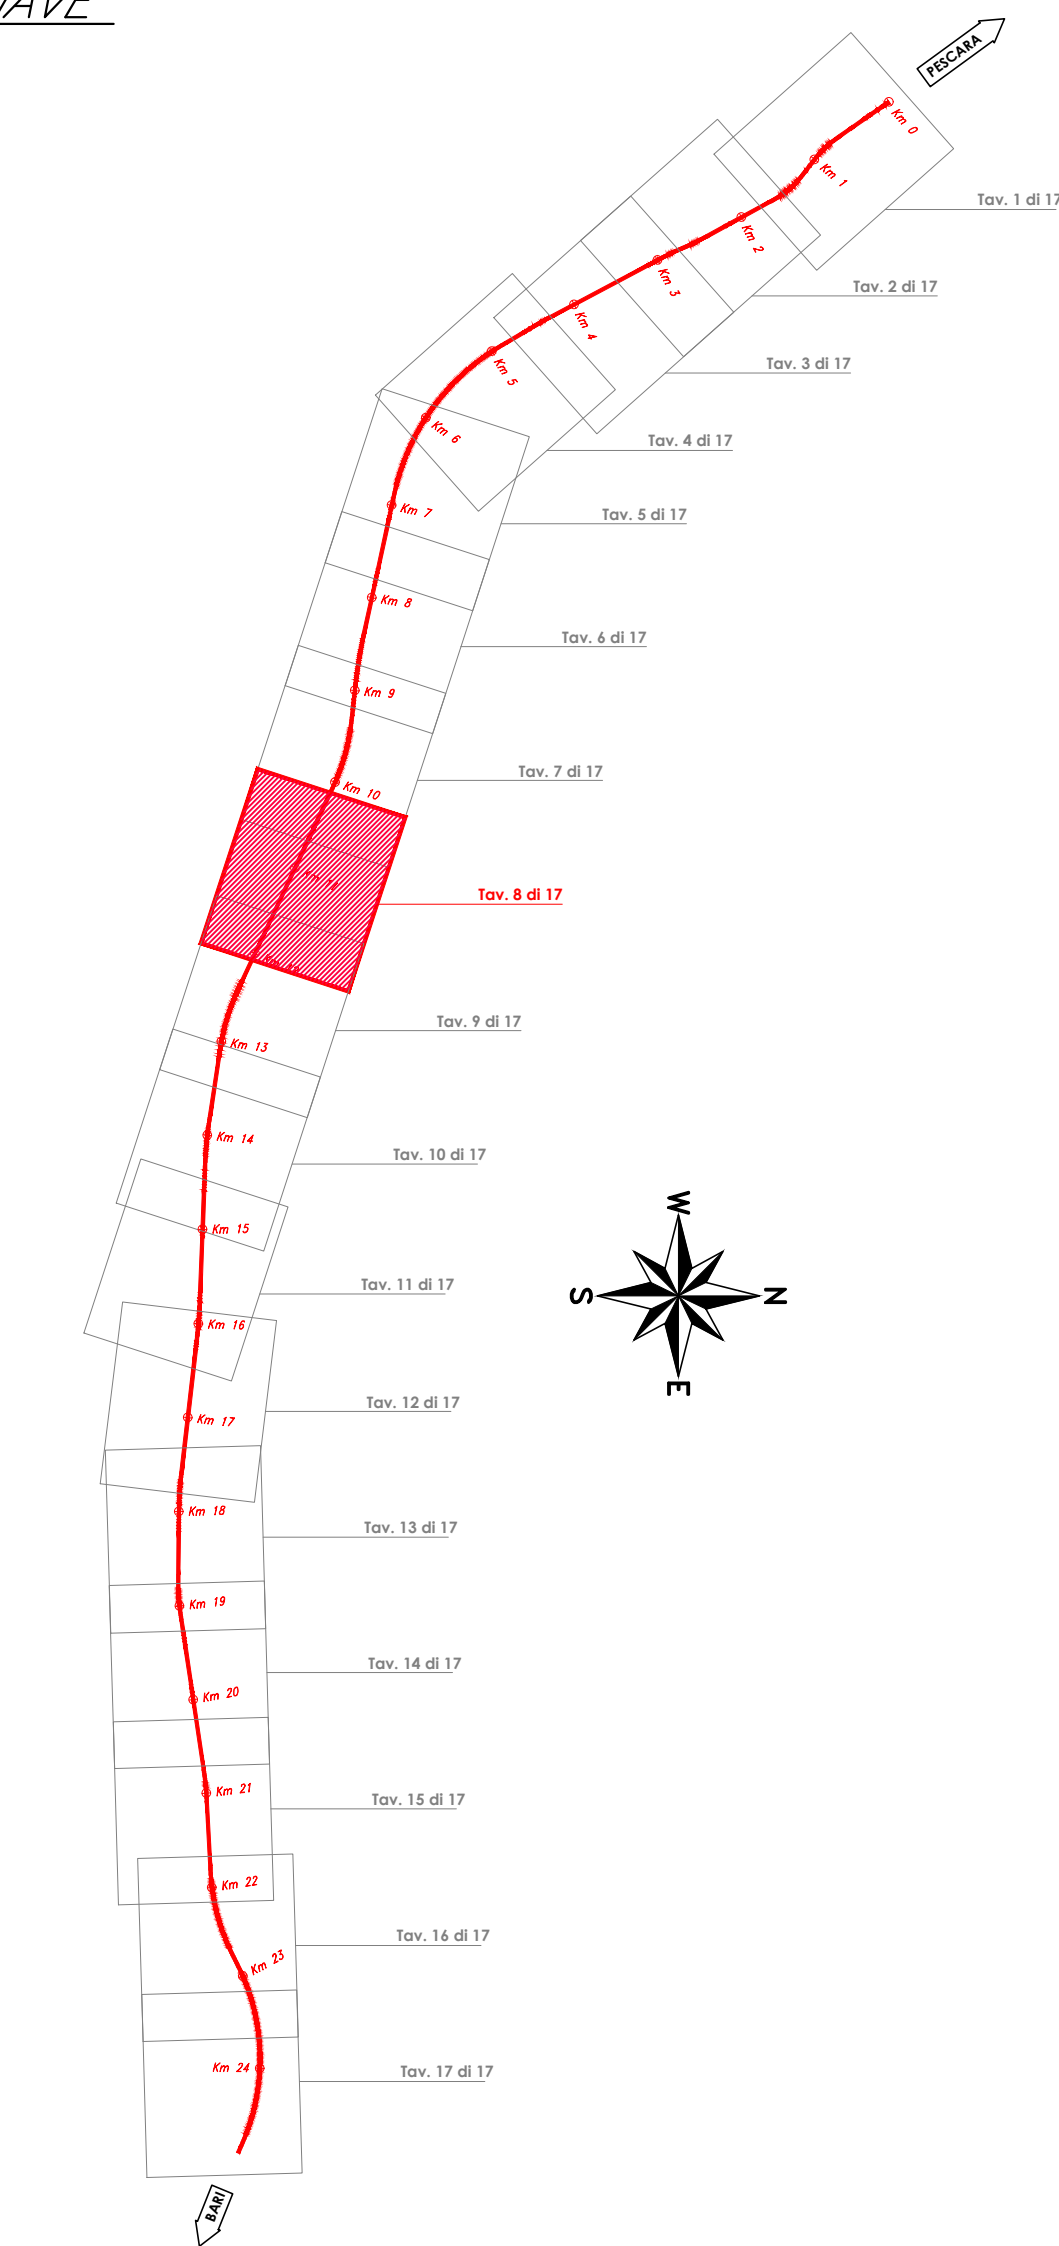 PESCARA
Km 0
Km 1
Tav. 1 di 17
Km 2
Km 3
Tav. 2 di 17
Km 4
Tav. 3 di 17
Km 5
Km 6
Tav. 4 di 17
Km 7
Tav. 5 di 17
Km 8
Tav. 6 di 17
Km 9
Tav. 7 di 17
Km 10
Km 11
Tav. 8 di 17
Km 12
Tav. 9 di 17
Km 13
Km 14
Tav. 10 di 17
W
Km 15
Tav. 11 di 17
S
N
Km 16
E
Tav. 12 di 17
Km 17
Km 18
Tav. 13 di 17
Km 19
Tav. 14 di 17
Km 20
Km 21
Tav. 15 di 17
Km 22
Tav. 16 di 17
Km 23
Km 24
Tav. 17 di 17
BARI